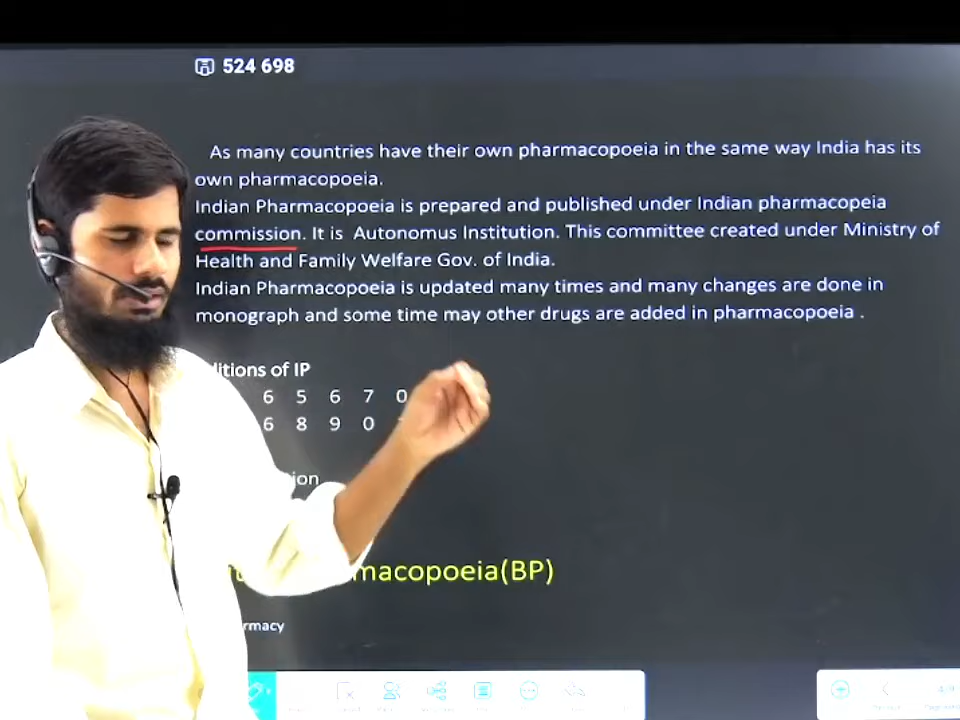 524 698
As many countries have their own pharmacopoeia in the same way India has its
own pharmacopoeia.
Indian Pharmacopoeia is prepared and published under Indian pharmacopeia
commission. It is Autonomus Institution. This committee created under Ministry of
Health and Family Welfare Gov. of India.
Indian Pharmacopoeia is updated many times and many changes are done in
monograph and some time may other drugs are added in pharmacopoeia .
of IP
6 5 6 7 0
6 8 9 0
(BP)